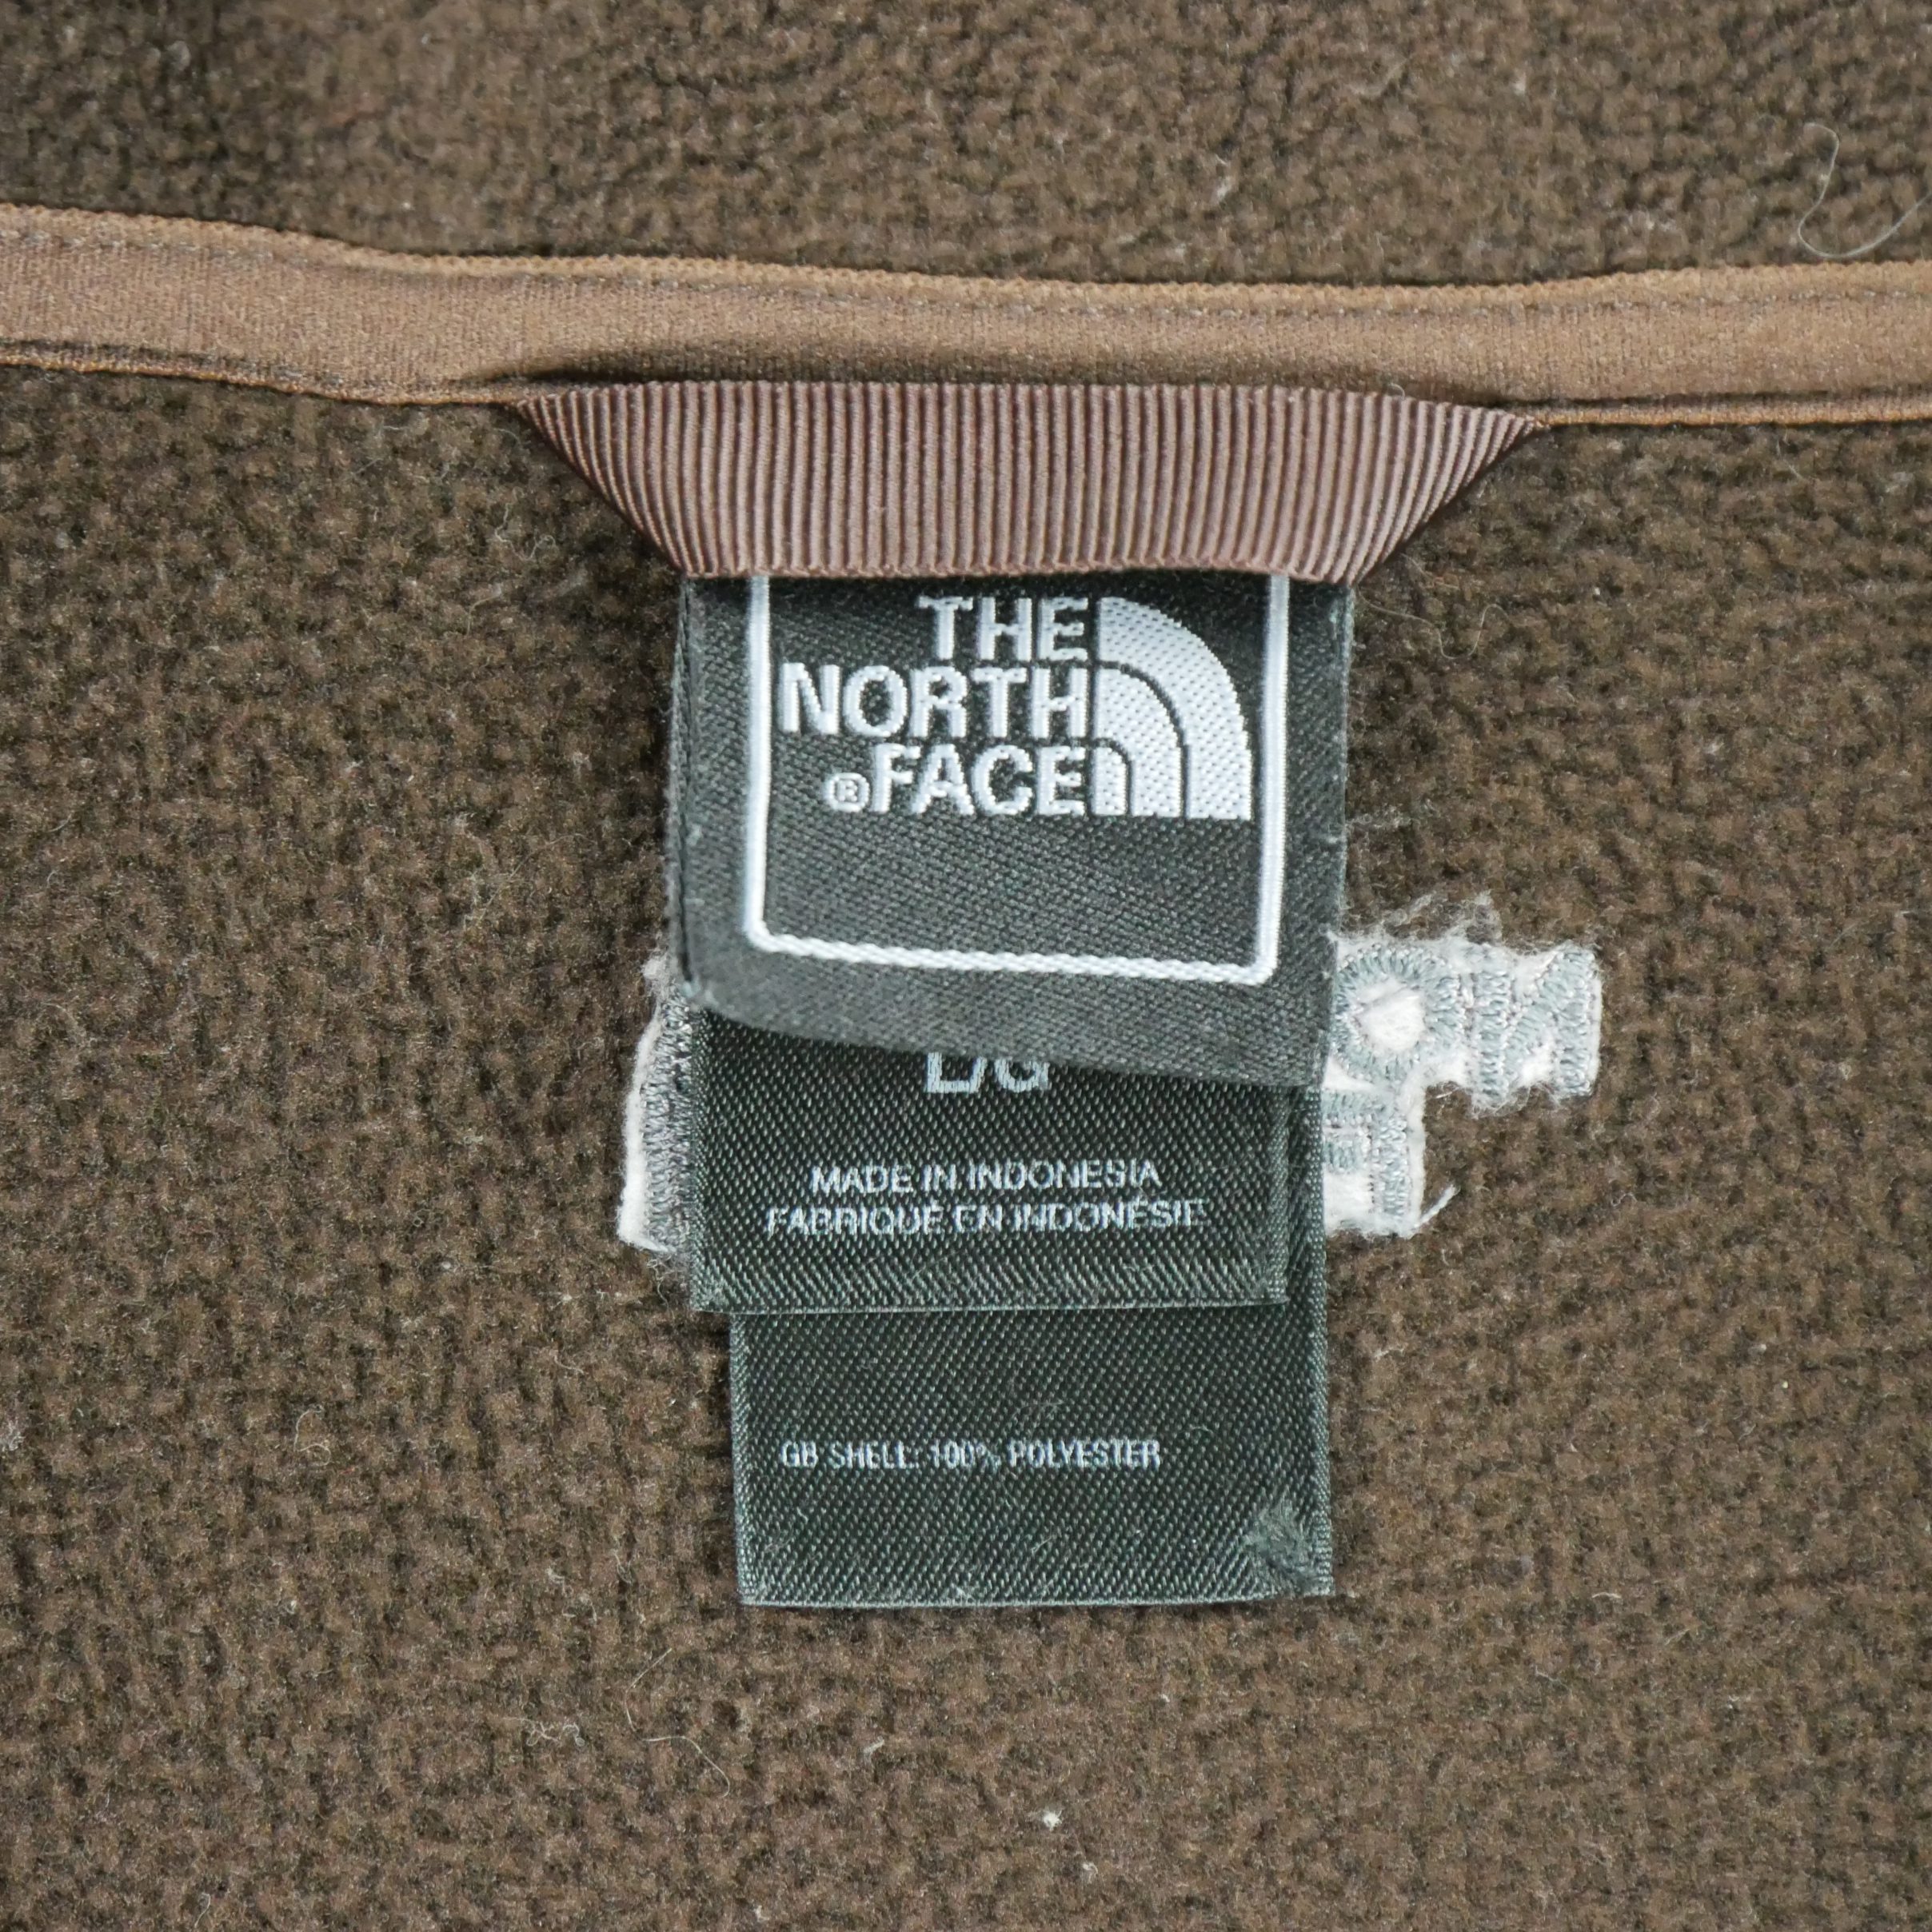 THE
NORTH
®FACE
L/G
MADE IN INDONESIA
FABRIQUÉ EN INDONÉSIE
GB SHELL: 100% POLYESTER